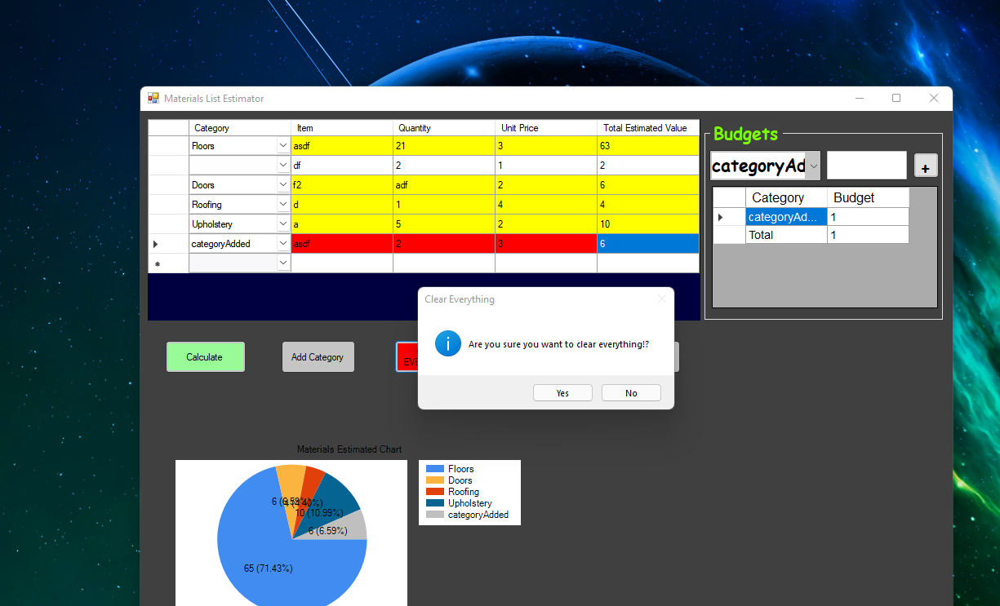 Materials List Estimator
Category Item Quantity Unit Price Total Estimated Value
Floors asdf 21 3 63
df 2 1 2
Doors f2 adf 2 6
Roofing d 1 4 4
Upholstery a 5 2 10
categoryAdded asdf 2 3 6
Budgets
categoryAd
+
Category Budget
categoryAd... 1
Total 1
Clear Everything
Are you sure you want to clear everything!?
Yes No
Calculate
Add Category
Materials Estimated Chart
6 (6.59%)
4 (4.40%)
10 (10.99%)
6 (6.59%)
65 (71.43%)
Floors
Doors
Roofing
Upholstery
categoryAdded